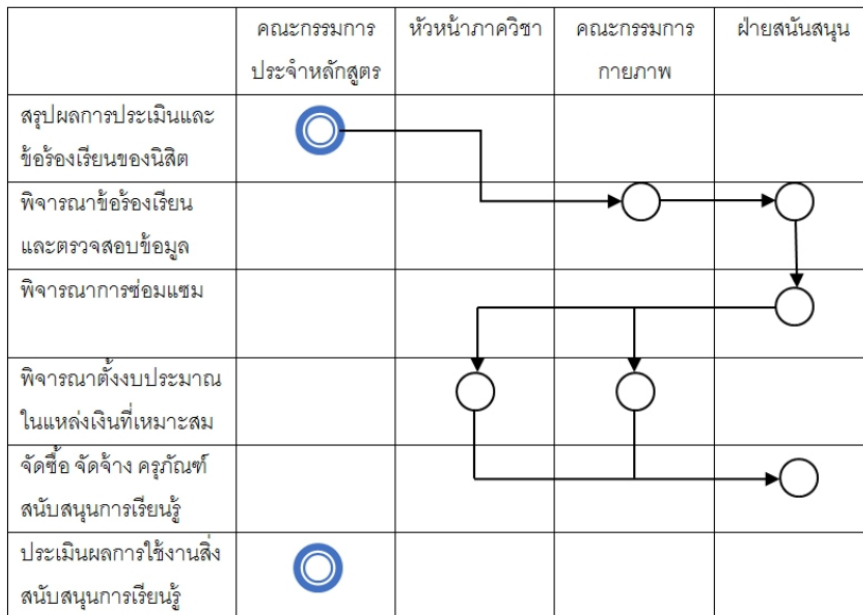 คณะกรรมการ
ประจำหลักสูตร
หัวหน้าภาควิชา
คณะกรรมการ
กายภาพ
ฝ่ายสนันสนุน
สรุปผลการประเมินและ
ข้อร้องเรียนของนิสิต
พิจารณาข้อร้องเรียน
และตรวจสอบข้อมูล
พิจารณาการซ่อมแซม
พิจารณาตั้งงบประมาณ
ในแหล่งเงินที่เหมาะสม
จัดซื้อ จัดจ้าง ครุภัณฑ์
สนับสนุนการเรียนรู้
ประเมินผลการใช้งานสิ่ง
สนับสนุนการเรียนรู้